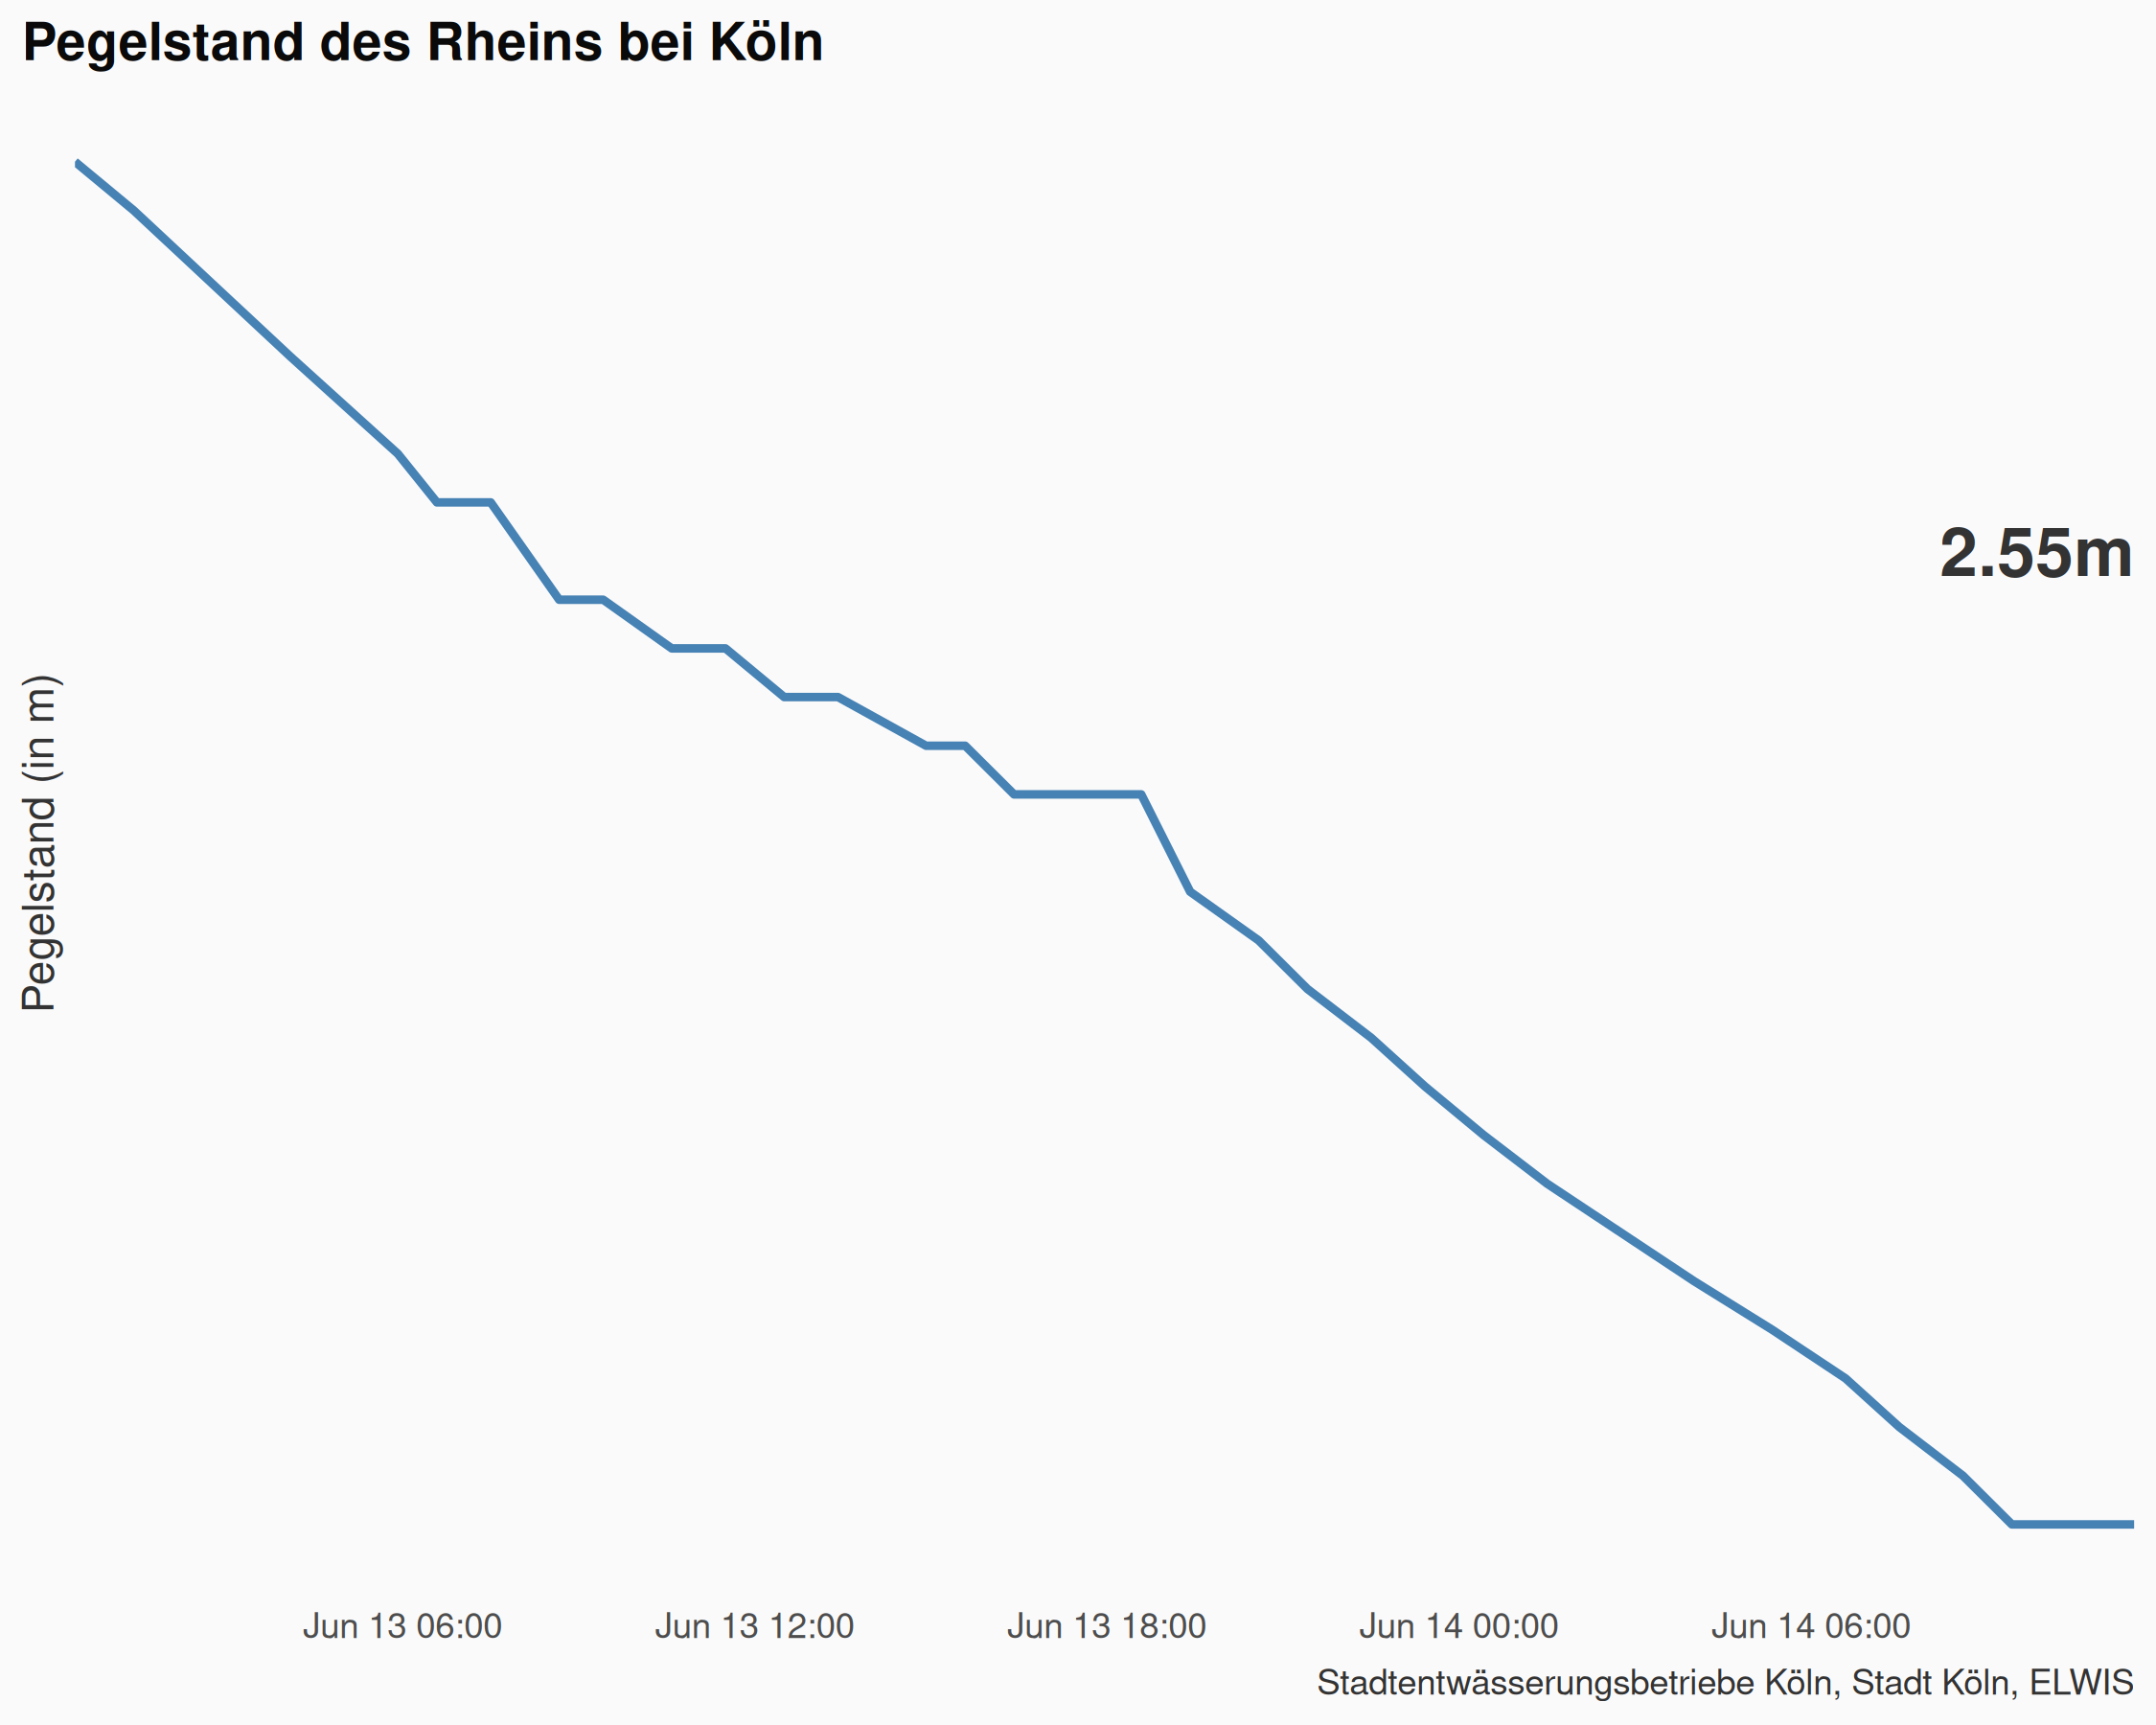 Pegelstand des Rheins bei Köln
2.55m
Pegelstand (in m)
Jun 13 06:00 Jun 13 12:00 Jun 13 18:00 Jun 14 00:00 Jun 14 06:00
Stadtentwässerungsbetriebe Köln, Stadt Köln, ELWIS